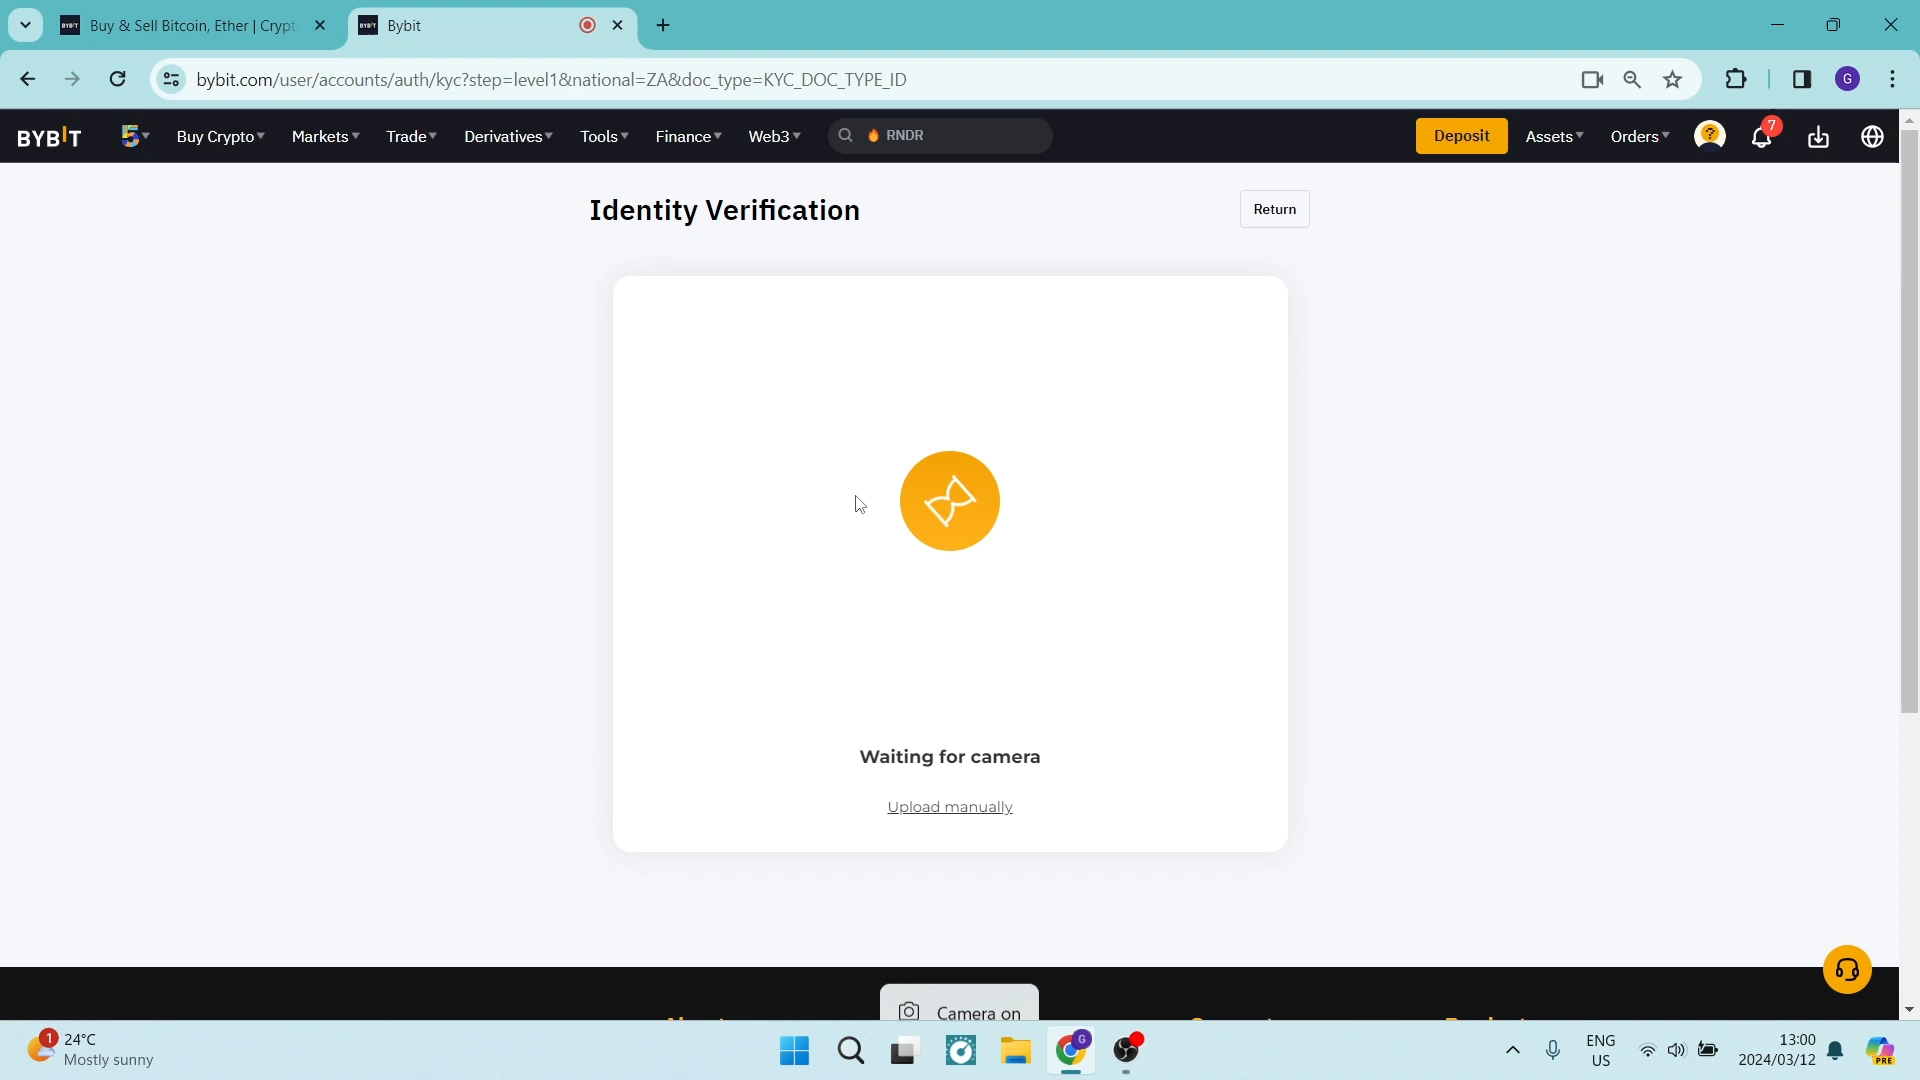 Buy & Sell Bitcoin, Ether | Crypt
Bybit
bybit.com/user/accounts/auth/kyc?step=level1&national=ZA&doc_type=KYC_DOC_TYPE_ID
G
BYBIT
5
Buy Crypto
Markets
Trade
Derivatives
Tools
Finance
Web3
RNDR
Deposit
Assets
Orders
7
Identity Verification
Return
Waiting for camera
Upload manually
Camera on
1
24°C
Mostly sunny
G
ENG
US
13:00
2024/03/12
PRE